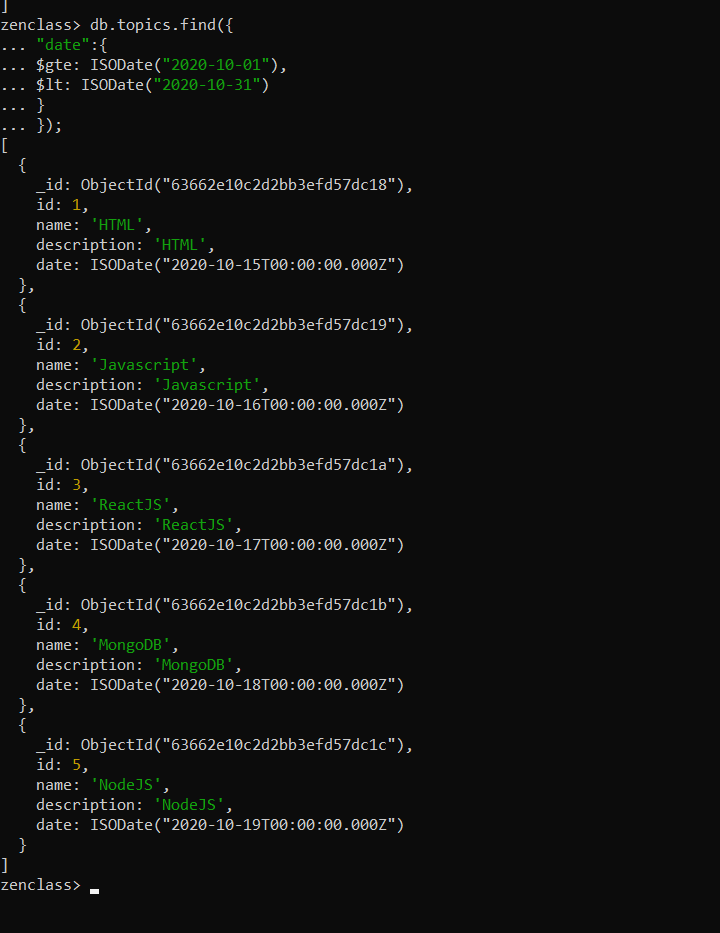 ]
zenclass> db.topics.find({
... "date":{
... $gte: ISODate("2020-10-01"),
... $lt: ISODate("2020-10-31")
... }
... });
[
  {
    _id: ObjectId("63662e10c2d2bb3efd57dc18"),
    id: 1,
    name: 'HTML',
    description: 'HTML',
    date: ISODate("2020-10-15T00:00:00.000Z")
  },
  {
    _id: ObjectId("63662e10c2d2bb3efd57dc19"),
    id: 2,
    name: 'Javascript',
    description: 'Javascript',
    date: ISODate("2020-10-16T00:00:00.000Z")
  },
  {
    _id: ObjectId("63662e10c2d2bb3efd57dc1a"),
    id: 3,
    name: 'ReactJS',
    description: 'ReactJS',
    date: ISODate("2020-10-17T00:00:00.000Z")
  },
  {
    _id: ObjectId("63662e10c2d2bb3efd57dc1b"),
    id: 4,
    name: 'MongoDB',
    description: 'MongoDB',
    date: ISODate("2020-10-18T00:00:00.000Z")
  },
  {
    _id: ObjectId("63662e10c2d2bb3efd57dc1c"),
    id: 5,
    name: 'NodeJS',
    description: 'NodeJS',
    date: ISODate("2020-10-19T00:00:00.000Z")
  }
]
zenclass>